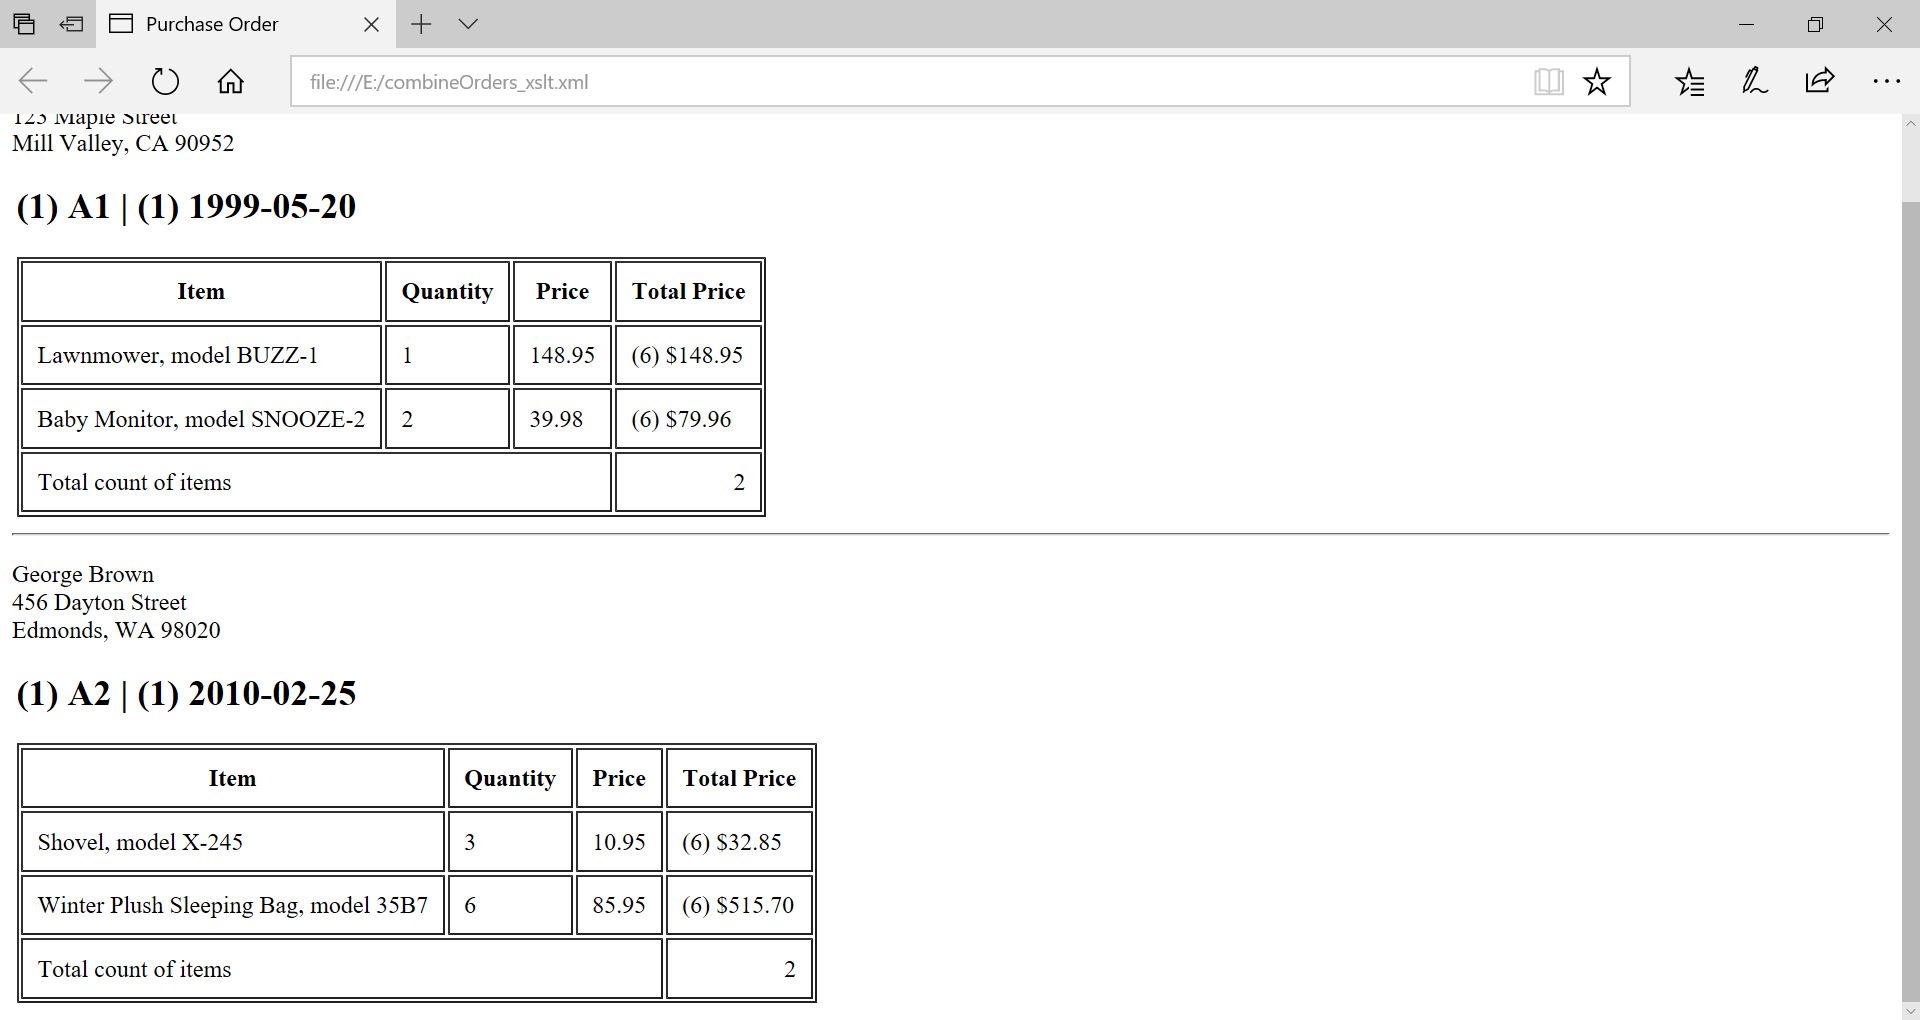 Purchase Order
file:///E:/combineOrders_xslt.xml
123 Maple Street
Mill Valley, CA 90952
(1) A1 | (1) 1999-05-20
Item Quantity Price Total Price
Lawnmower, model BUZZ-1 1 148.95 (6) $148.95
Baby Monitor, model SNOOZE-2 2 39.98 (6) $79.96
Total count of items 2
George Brown
456 Dayton Street
Edmonds, WA 98020
(1) A2 | (1) 2010-02-25
Item Quantity Price Total Price
Shovel, model X-245 3 10.95 (6) $32.85
Winter Plush Sleeping Bag, model 35B7 6 85.95 (6) $515.70
Total count of items 2